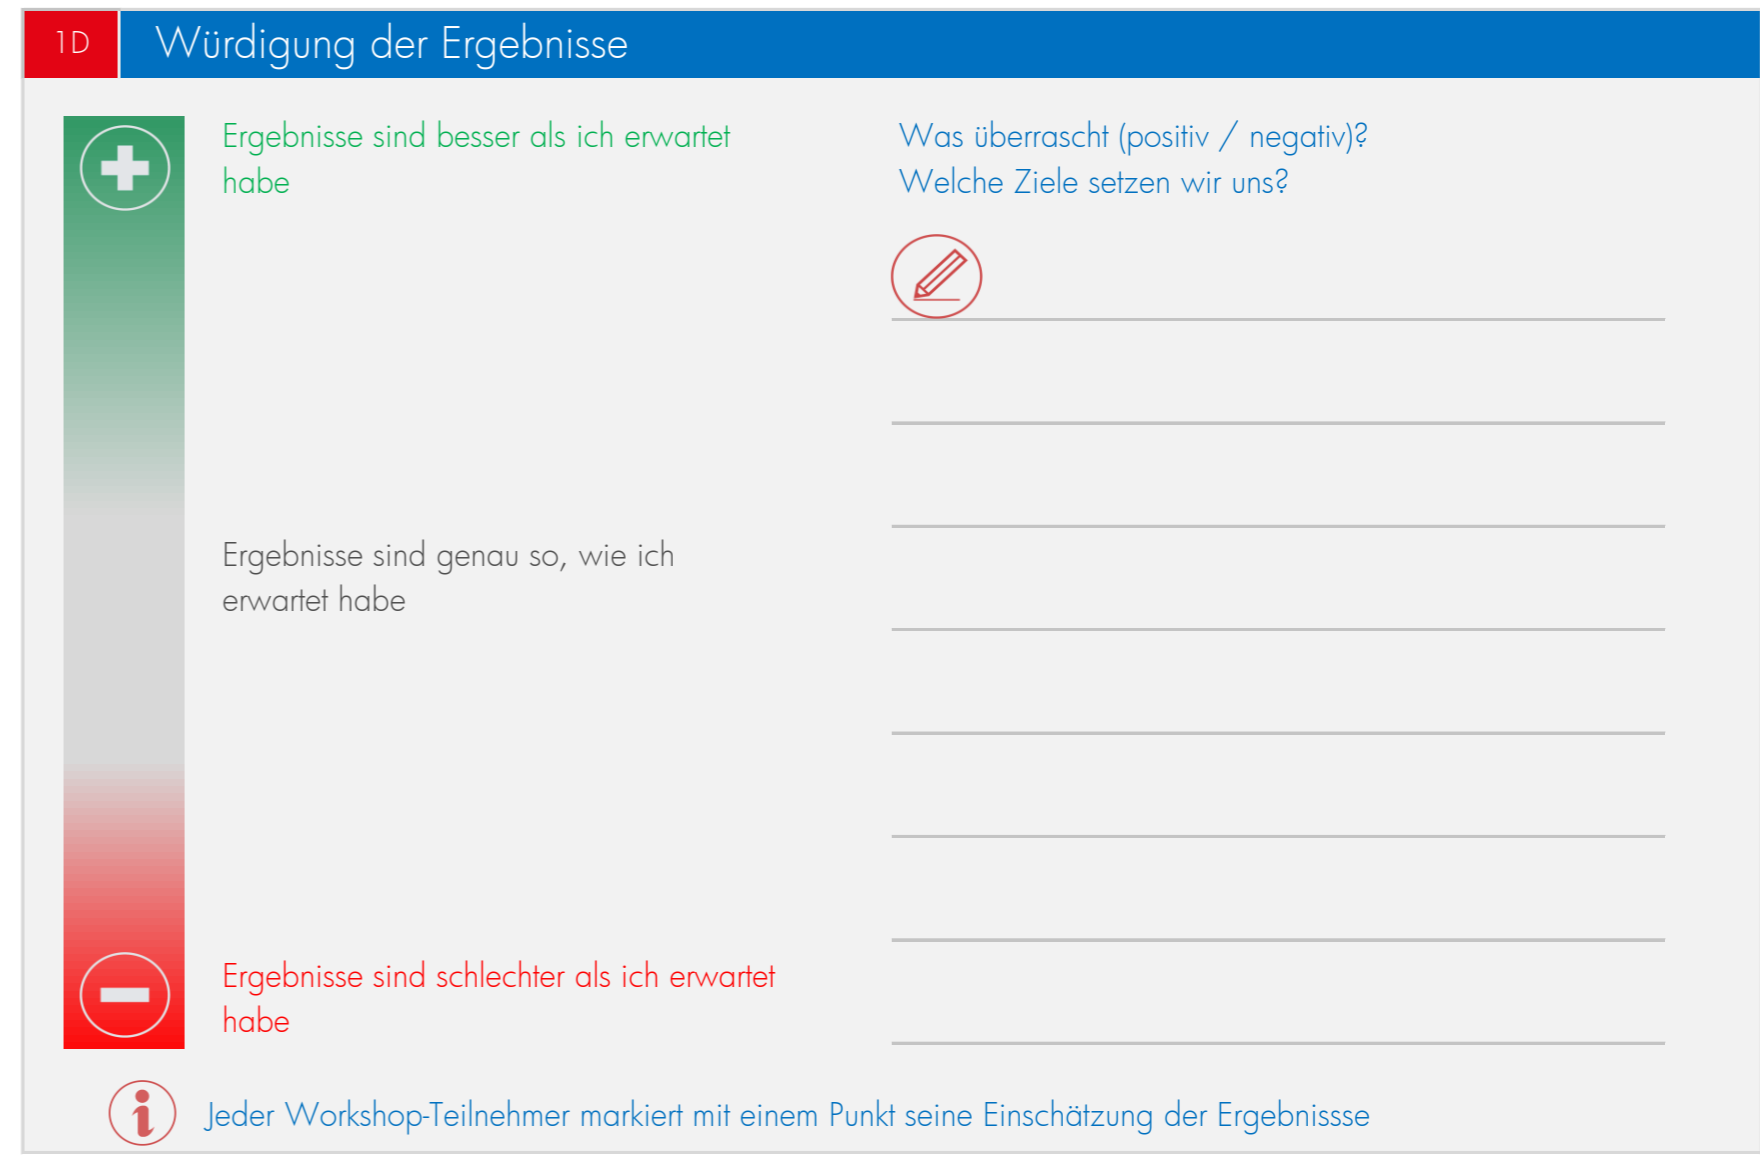 1D
Würdigung der Ergebnisse
Ergebnisse sind besser als ich erwartet
habe
Ergebnisse sind genau so, wie ich
erwartet habe
Ergebnisse sind schlechter als ich erwartet
habe
Was überrascht (positiv / negativ)?
Welche Ziele setzen wir uns?
Jeder Workshop-Teilnehmer markiert mit einem Punkt seine Einschätzung der Ergebnissse